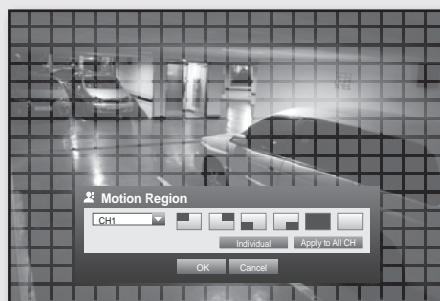 Motion Region
CH1
Individual
Apply to All CH
OK
Cancel